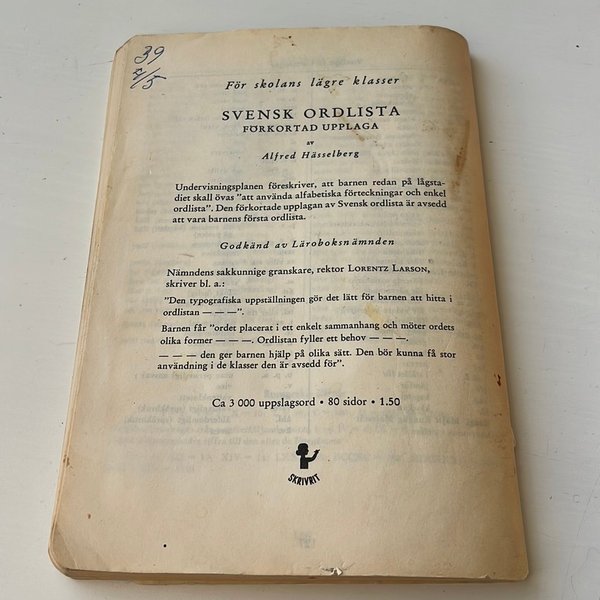 39
För skolans lägre klasser
SVENSK ORDLISTA
FÖRKORTAD UPPLAGA
AV
Alfred Hässelberg
Undervisningsplanen föreskriver, att barnen redan på lågsta-
diet skall övas "att använda alfabetiska förteckningar och enkel
ordlista". Den förkortade upplagan av Svensk ordlista är avsedd
att vara barnens första ordlista.
Godkänd av Läroboksnämnden
Nämndens sakkunnige granskare, rektor LORENTZ LARSON,
skriver bl. a.:
"Den typografiska uppställningen gör det lätt för barnen att hitta i
ordlistan — — —".
Barnen får "ordet placerat i ett enkelt sammanhang och möter ordets
olika former — — —. Ordlistan fyller ett behov — — —.
— — — den ger barnen hjälp på olika sätt. Den bör kunna få stor
användning i de klasser den är avsedd för".
Ca 3 000 uppslagsord • 80 sidor • 1.50
SKRIVRIT